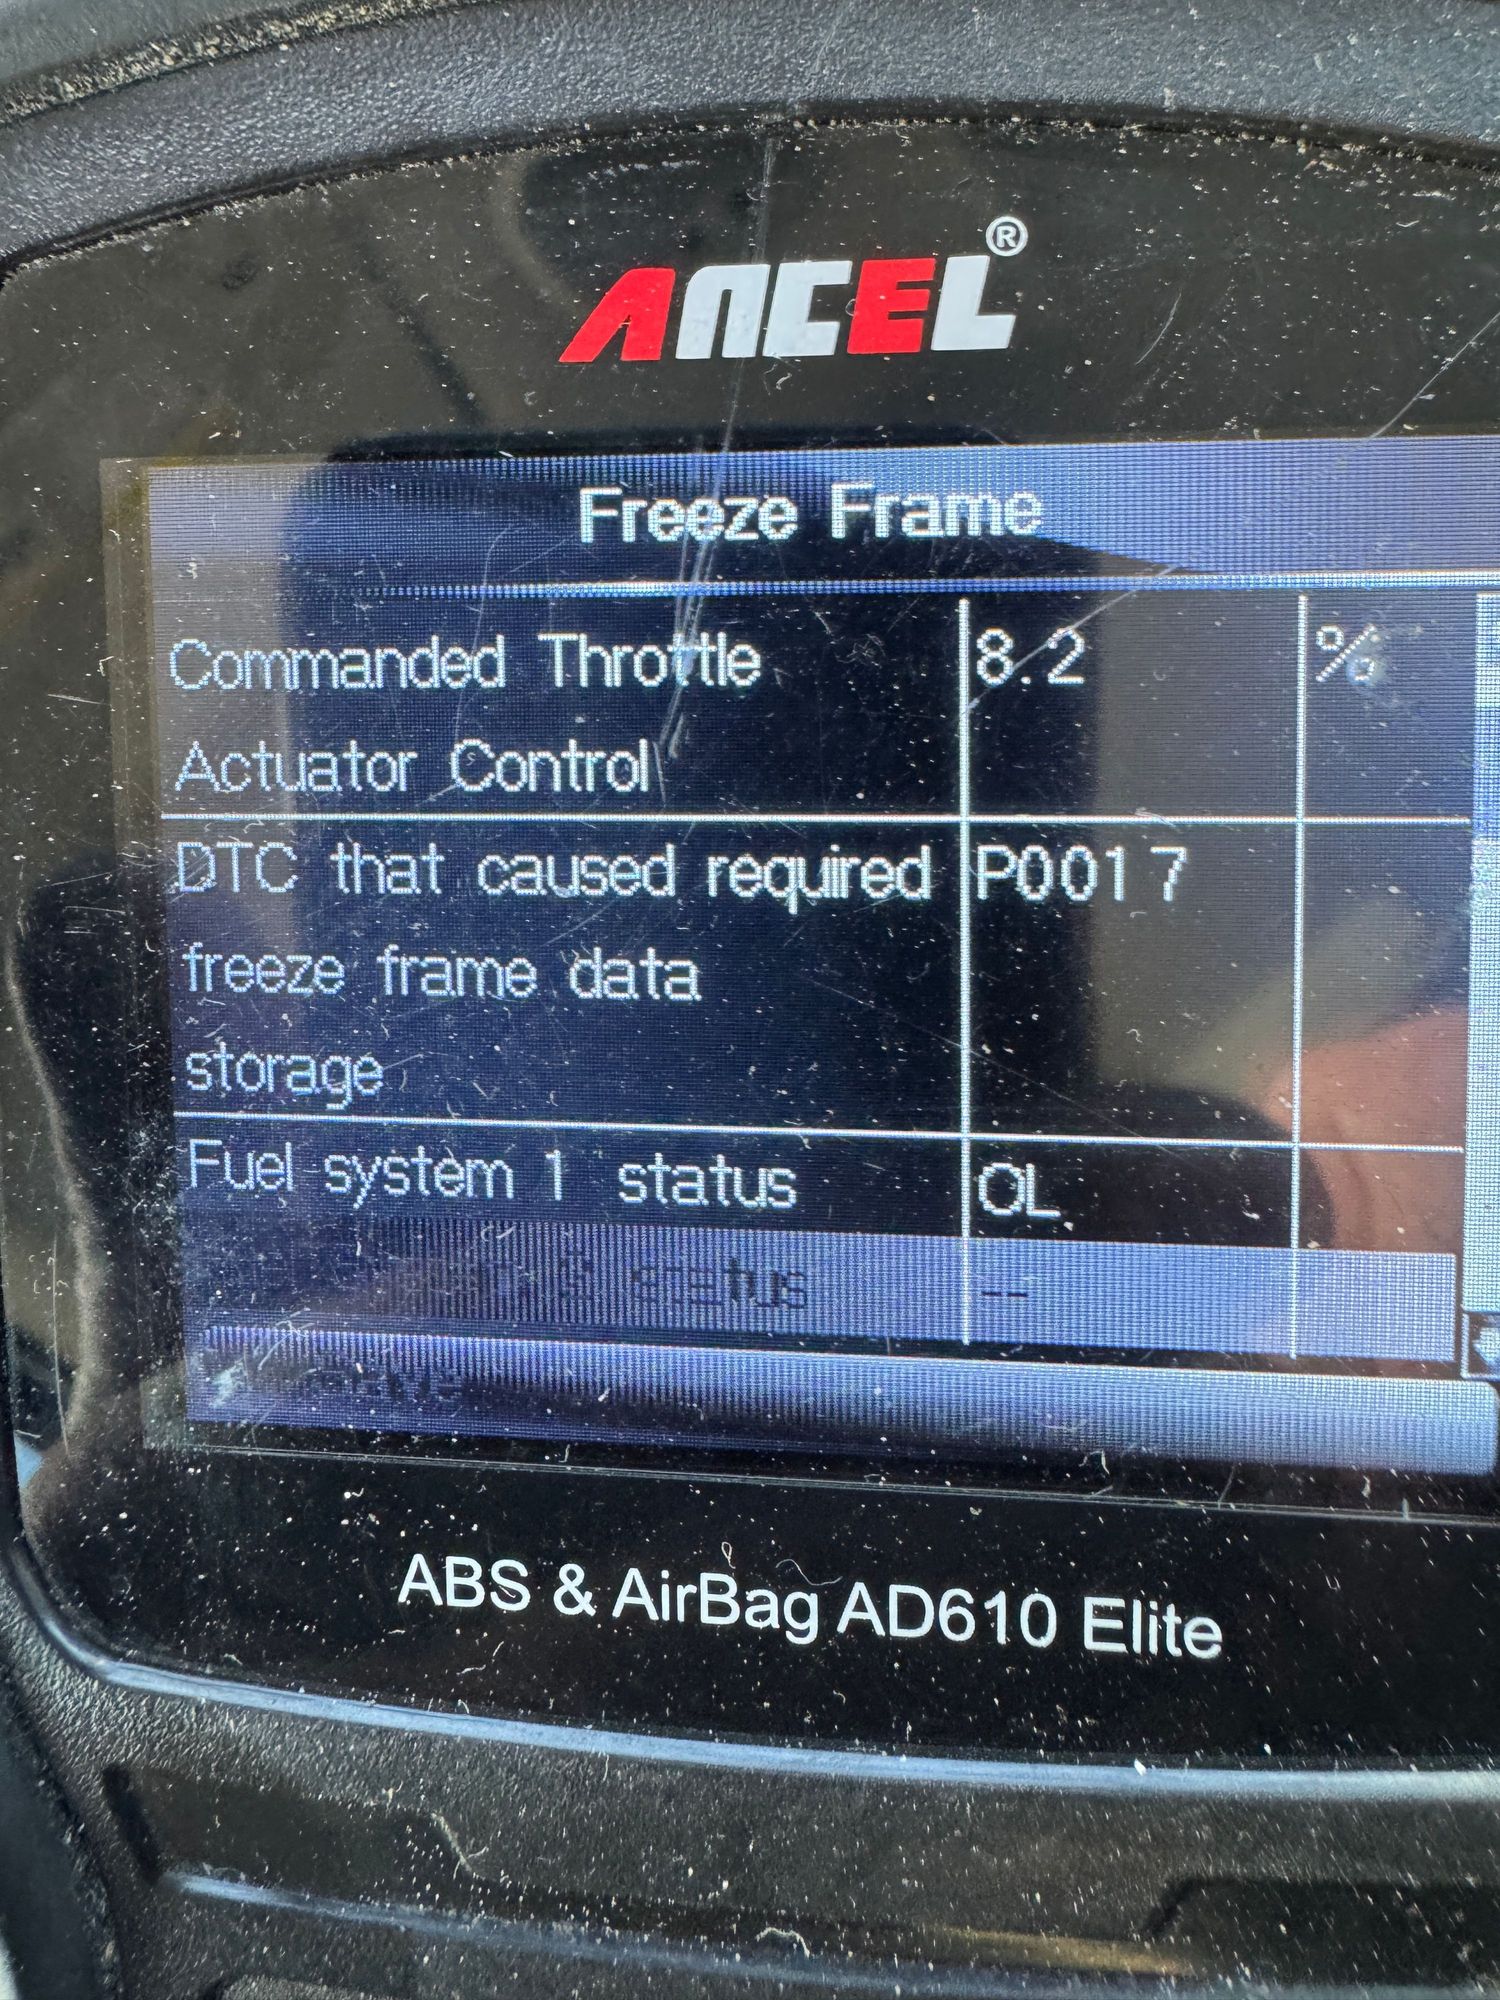 ANCEL®
Freeze Frame
Commanded Throttle 8.2 %
Actuator Control
DTC that caused required P0017
freeze frame data
storage
Fuel system 1 status OL
status --
ABS & AirBag AD610 Elite